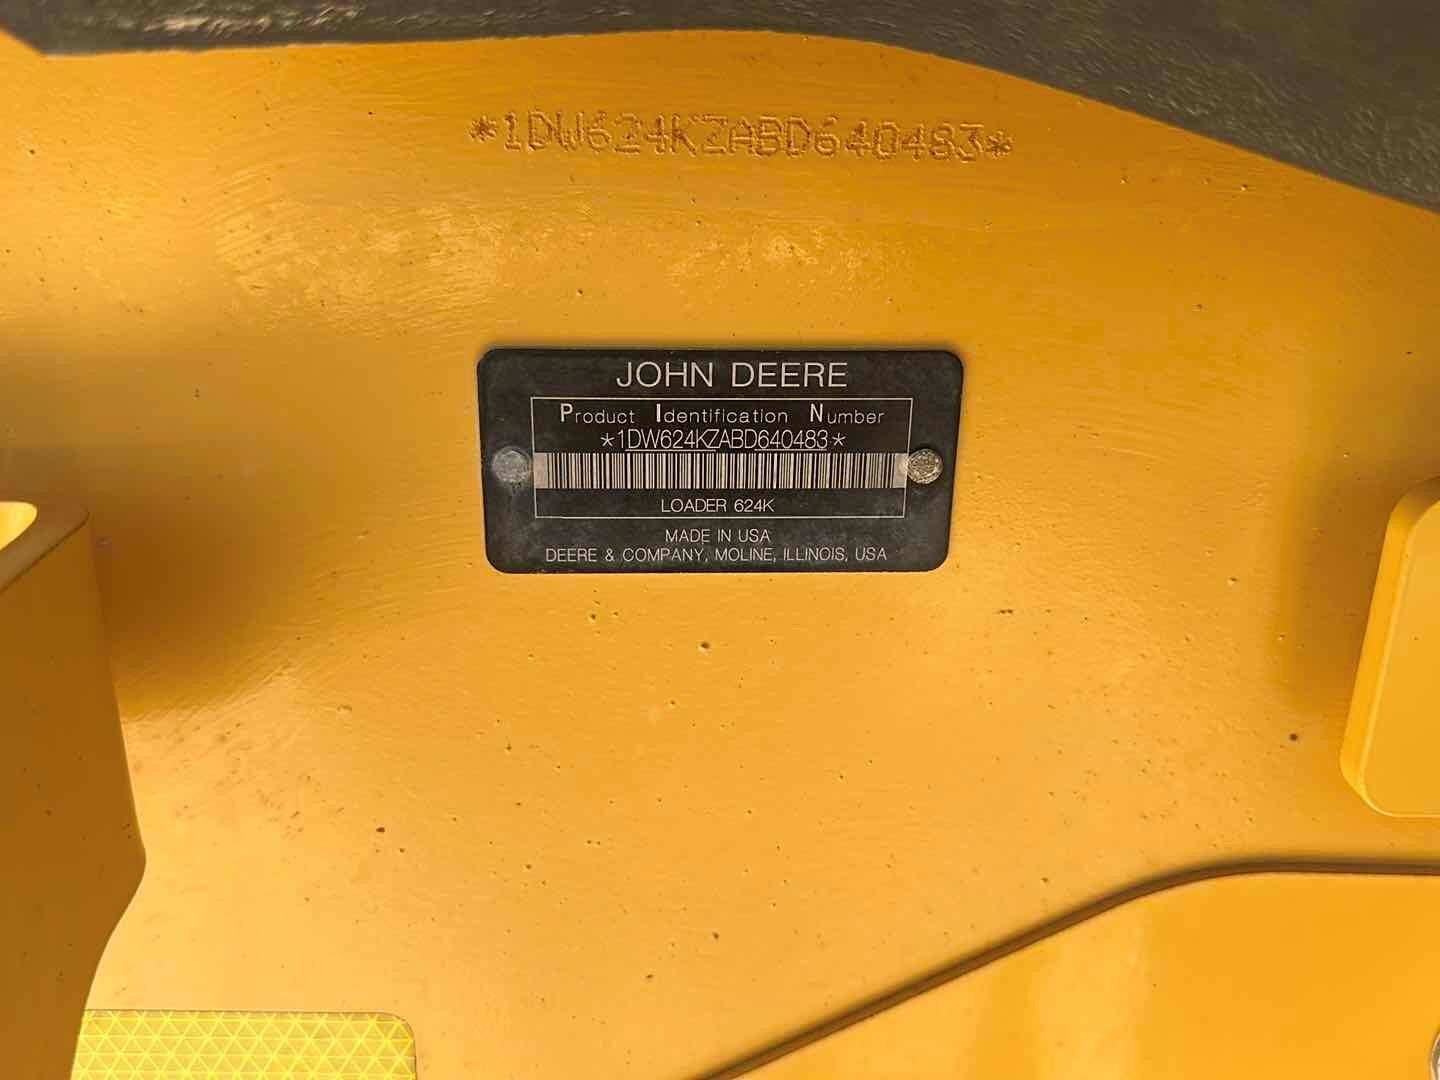 *1DW624KZABD640483*
JOHN DEERE
Product Identification Number
*1DW624KZABD640483*
LOADER 624K
MADE IN USA
DEERE & COMPANY, MOLINE, ILLINOIS, USA